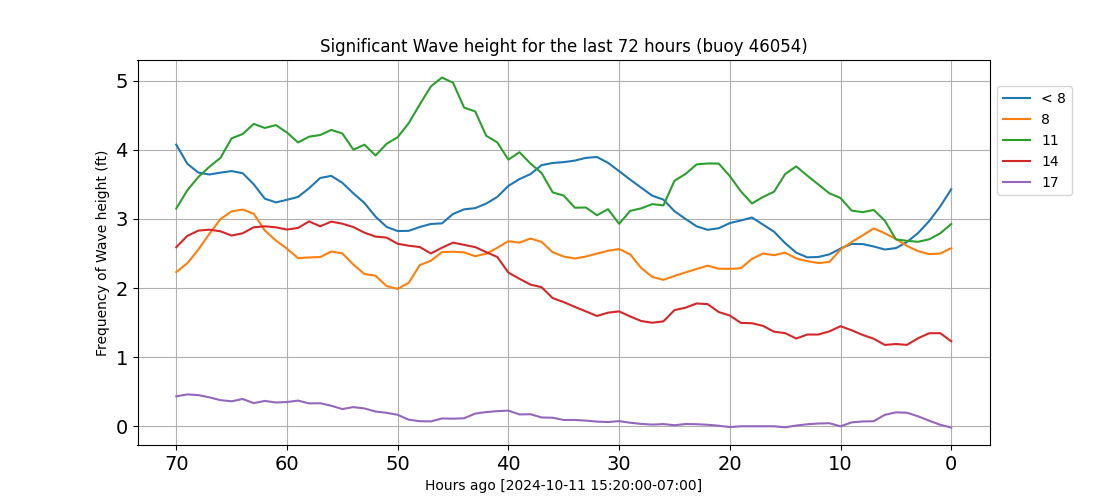 Significant Wave height for the last 72 hours (buoy 46054)
Frequency of Wave height (ft)
5
4
3
2
1
0
70 60 50 40 30 20 10 0
Hours ago [2024-10-11 15:20:00-07:00]
< 8
8
11
14
17